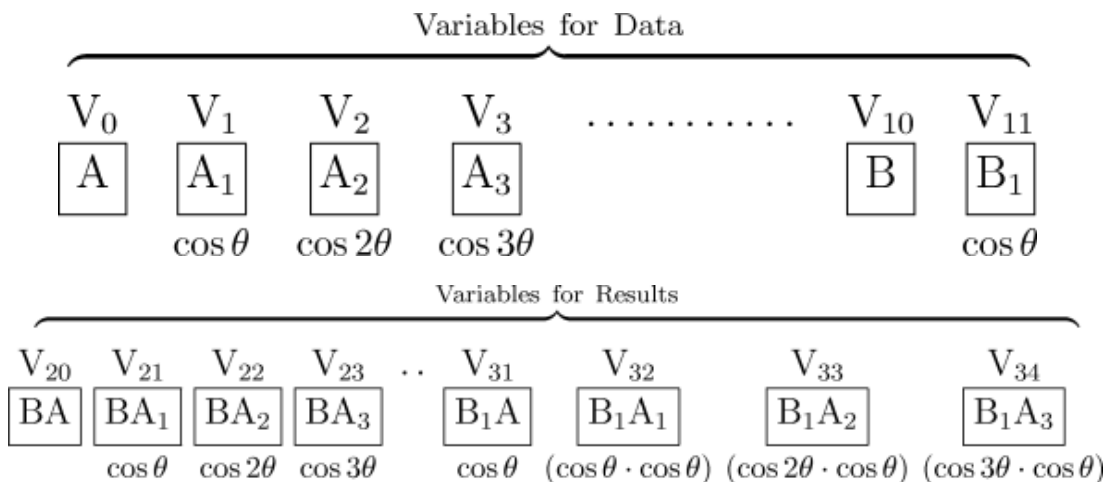 Variables for Data
V₀ V₁ V₂ V₃ ........... V₁₀ V₁₁
A A₁ A₂ A₃ B B₁
cos θ cos 2θ cos 3θ cos θ
Variables for Results
V₂₀ V₂₁ V₂₂ V₂₃ .. V₃₁ V₃₂ V₃₃ V₃₄
BA BA₁ BA₂ BA₃ B₁A B₁A₁ B₁A₂ B₁A₃
cos θ cos 2θ cos 3θ cos θ (cos θ · cos θ) (cos 2θ · cos θ) (cos 3θ · cos θ)